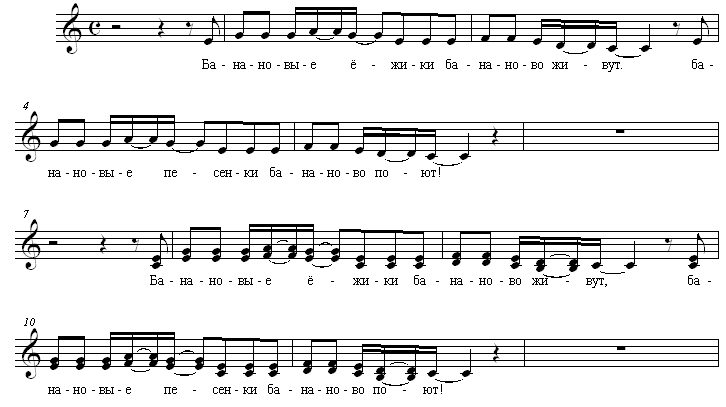 Ба - на - но - вы - е ё - жи - ки ба - на - но - во жи - вут. ба -
4
на - но - вы - е пе - сен - ки ба - на - но - во по - ют!
7
Ба - на - но - вы - е ё - жи - ки ба - на - но - во жи - вут, ба -
10
на - но - вы - е пе - сен - ки ба - на - но - во по - ют!